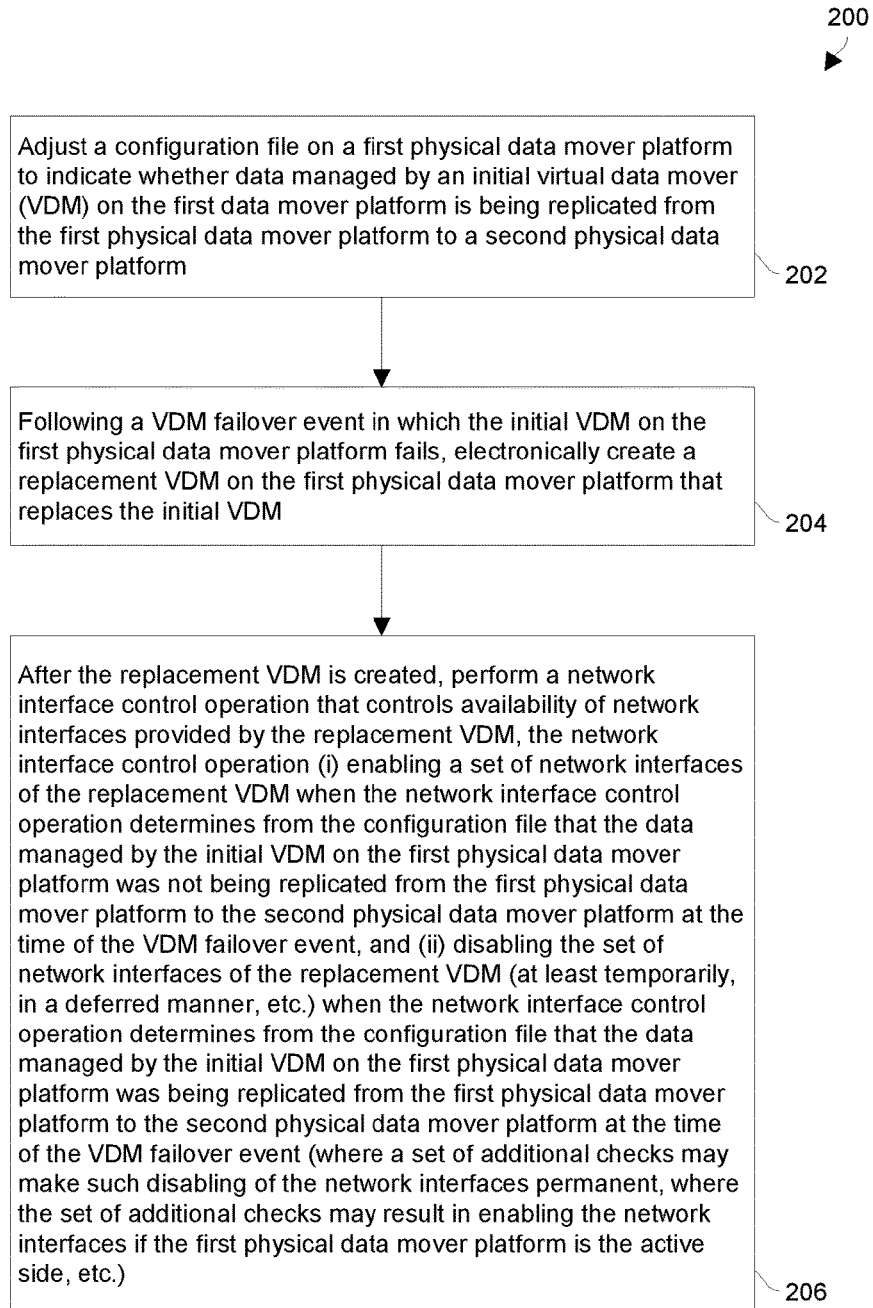 200
Adjust a configuration file on a first physical data mover platform
to indicate whether data managed by an initial virtual data mover
(VDM) on the first data mover platform is being replicated from
the first physical data mover platform to a second physical data
mover platform
202
Following a VDM failover event in which the initial VDM on the
first physical data mover platform fails, electronically create a
replacement VDM on the first physical data mover platform that
replaces the initial VDM
204
After the replacement VDM is created, perform a network
interface control operation that controls availability of network
interfaces provided by the replacement VDM, the network
interface control operation (i) enabling a set of network interfaces
of the replacement VDM when the network interface control
operation determines from the configuration file that the data
managed by the initial VDM on the first physical data mover
platform was not being replicated from the first physical data
mover platform to the second physical data mover platform at the
time of the VDM failover event, and (ii) disabling the set of
network interfaces of the replacement VDM (at least temporarily,
in a deferred manner, etc.) when the network interface control
operation determines from the configuration file that the data
managed by the initial VDM on the first physical data mover
platform was being replicated from the first physical data mover
platform to the second physical data mover platform at the time
of the VDM failover event (where a set of additional checks may
make such disabling of the network interfaces permanent, where
the set of additional checks may result in enabling the network
interfaces if the first physical data mover platform is the active
side, etc.)
206